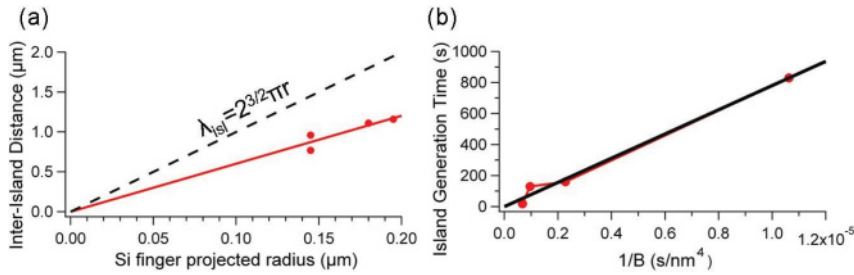 (a)
2.0
1.5
1.0
0.5
0.0
Inter-Island Distance (μm)
λ_isl=2^3/2πr
0.00
0.05
0.10
0.15
0.20
Si finger projected radius (μm)
(b)
1000
800
600
400
200
0
Island Generation Time (s)
0.0
0.2
0.4
0.6
0.8
1.0
1.2x10^-5
1/B (s/nm^4)